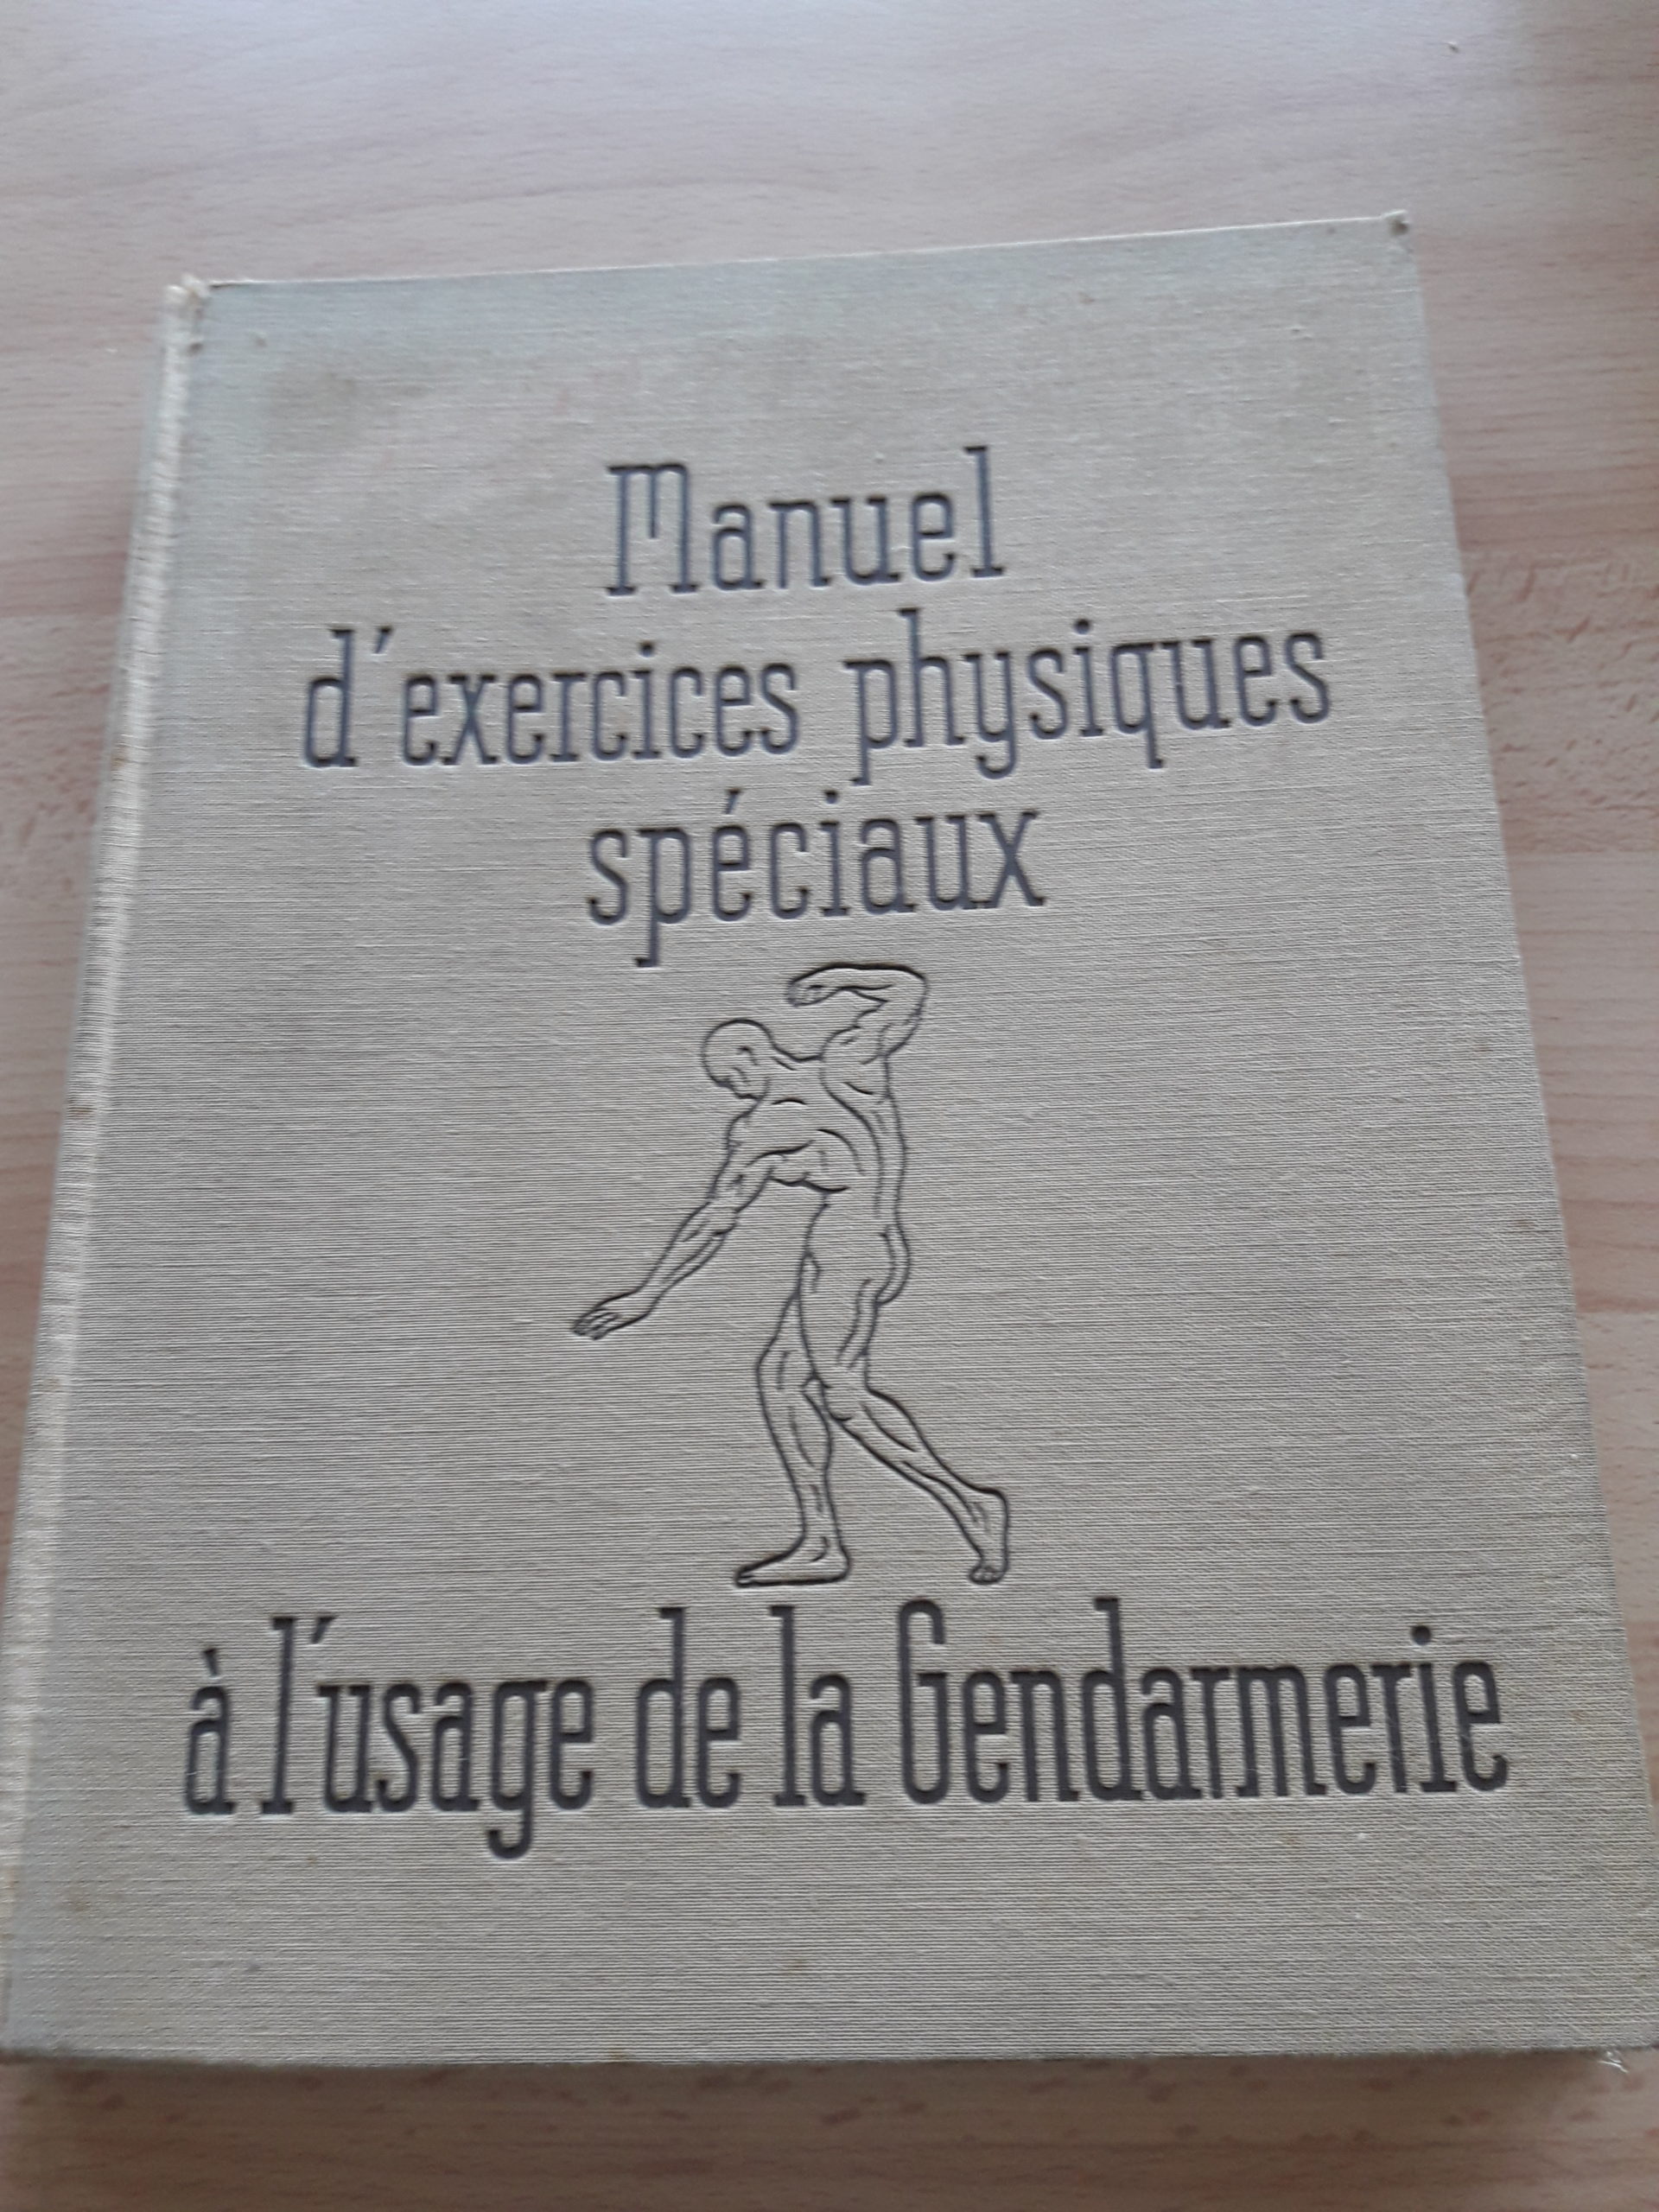 Manuel
d'exercices physiques
spéciaux
à l'usage de la Gendarmerie